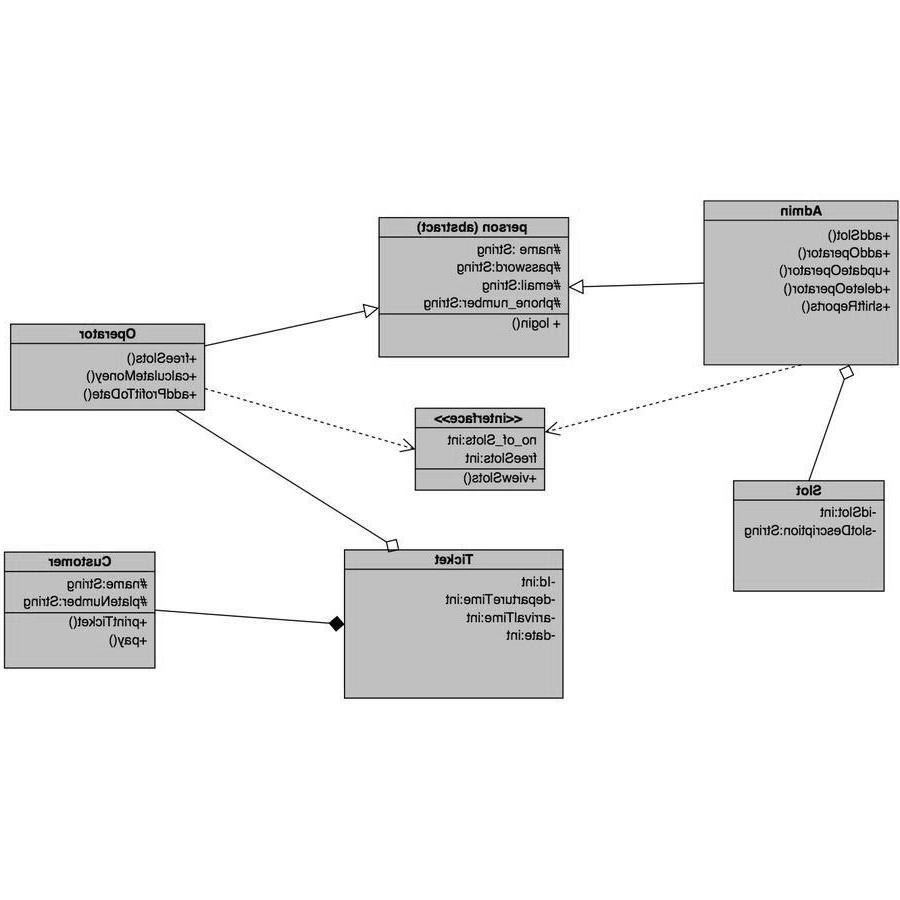 Admin
+addSlot()
+addOperator()
+updateOperator()
+deleteOperator()
+shiftReports()
person (abstract)
#name: String
#password:String
#email:String
#phone_number:String
+ login()
Operator
+freeSlots()
+calculateMoney()
+addProfitToDate()
<<interface>>
no_of_Slots:int
freeSlots:int
+viewSlots()
Slot
-idSlot:int
-slotDescription:String
Ticket
-Id:int
-departureTime:int
-arrivalTime:int
-date:int
Customer
#name:String
#plateNumber:String
+printTicket()
+pay()